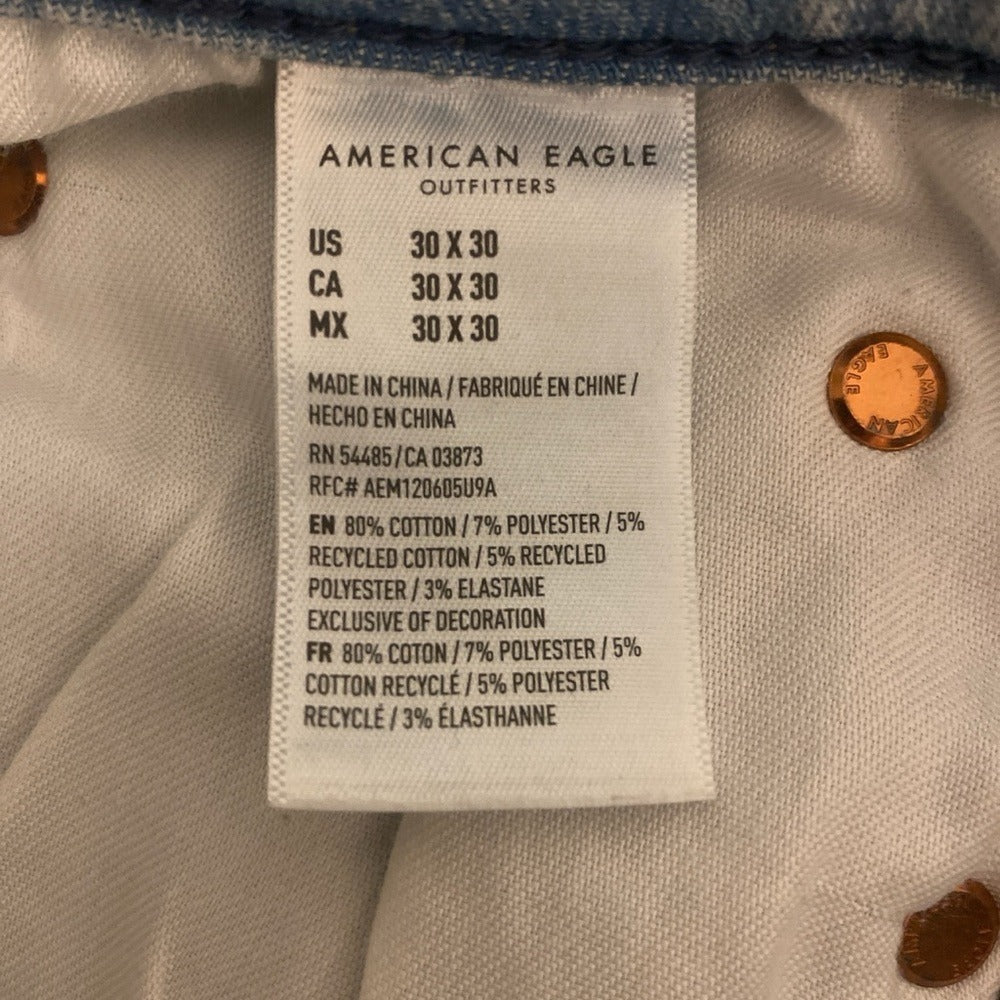 AMERICAN EAGLE
OUTFITTERS
US 30 X 30
CA 30 X 30
MX 30 X 30
MADE IN CHINA / FABRIQUÉ EN CHINE /
HECHO EN CHINA
RN 54485 / CA 03873
RFC# AEM120605U9A
EN 80% COTTON / 7% POLYESTER / 5%
RECYCLED COTTON / 5% RECYCLED
POLYESTER / 3% ELASTANE
EXCLUSIVE OF DECORATION
FR 80% COTON / 7% POLYESTER / 5%
COTTON RECYCLÉ / 5% POLYESTER
RECYCLÉ / 3% ÉLASTHANNE
AMERICAN
EAGLE